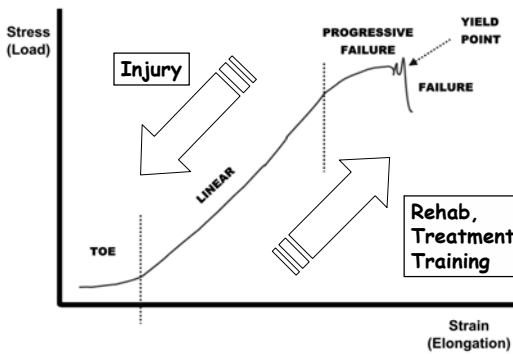 Stress
(Load)
PROGRESSIVE
FAILURE
YIELD
POINT
FAILURE
Injury
LINEAR
TOE
Rehab,
Treatment
Training
Strain
(Elongation)